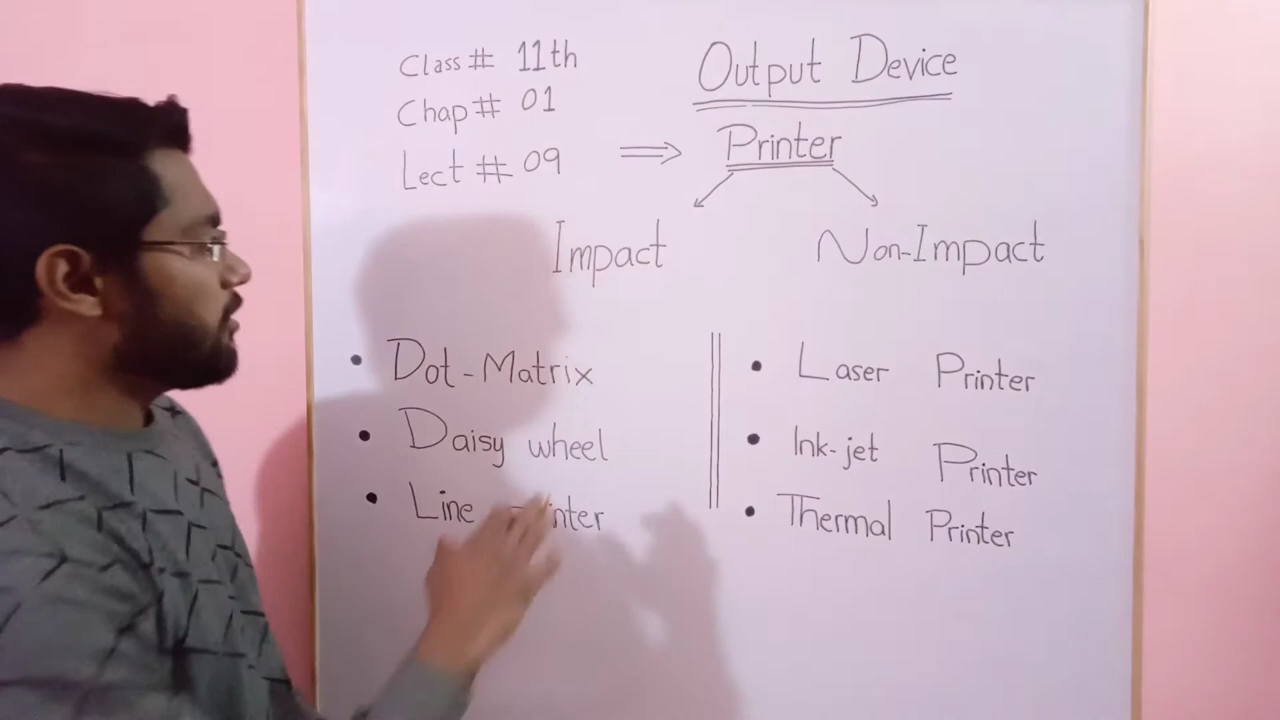 Class# 11th
Chap# 01
Lect # 09
Output Device
⇒ Printer
Impact
Non-Impact
• Dot-Matrix
• Daisy wheel
• Line
• Laser Printer
• Ink-jet Printer
• Thermal Printer